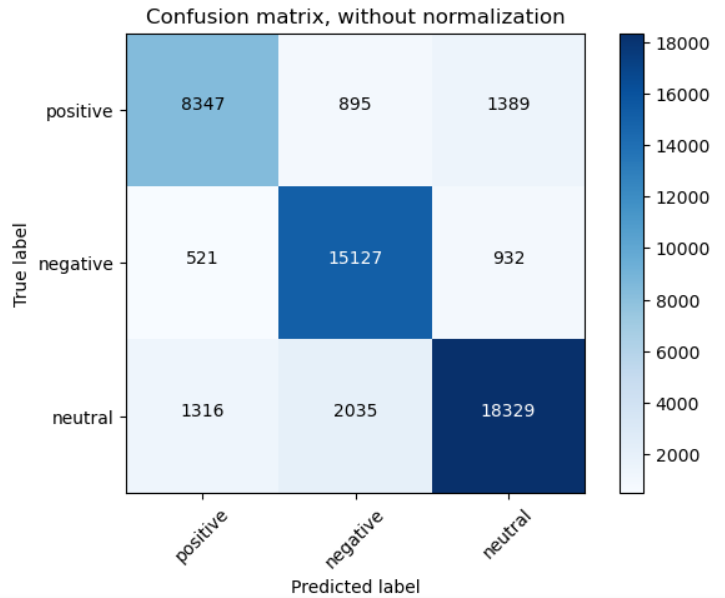 Confusion matrix, without normalization
True label
positive 8347 895 1389
negative 521 15127 932
neutral 1316 2035 18329
positive negative neutral
Predicted label
18000
16000
14000
12000
10000
8000
6000
4000
2000